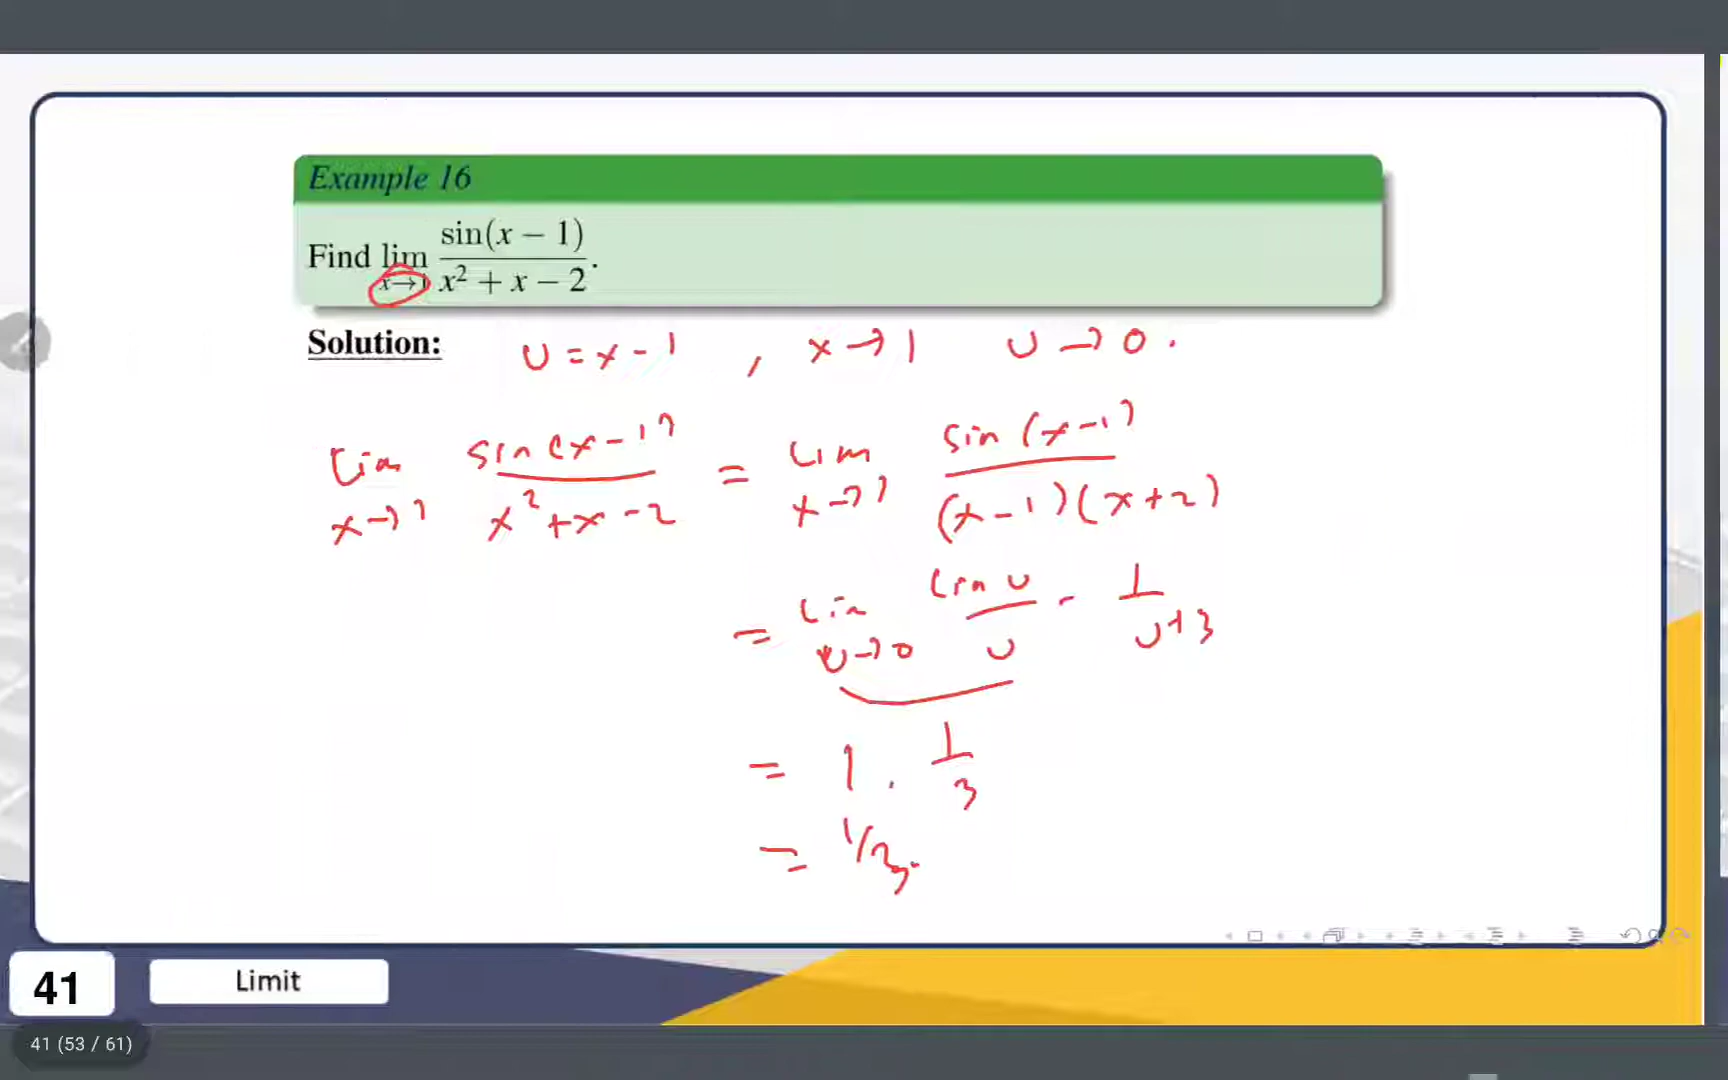 Example 16
Find lim x→1 sin(x − 1) / x² + x − 2.
Solution: u = x - 1 , x → 1 u → 0 .
lim x→1 sin(x-1) / x² + x - 2 = lim x→1 sin(x-1) / (x-1)(x+2)
= lim u→0 sin u / u · 1 / u+3
= 1 . 1 / 3
= 1/3
41 Limit
41 (53 / 61)